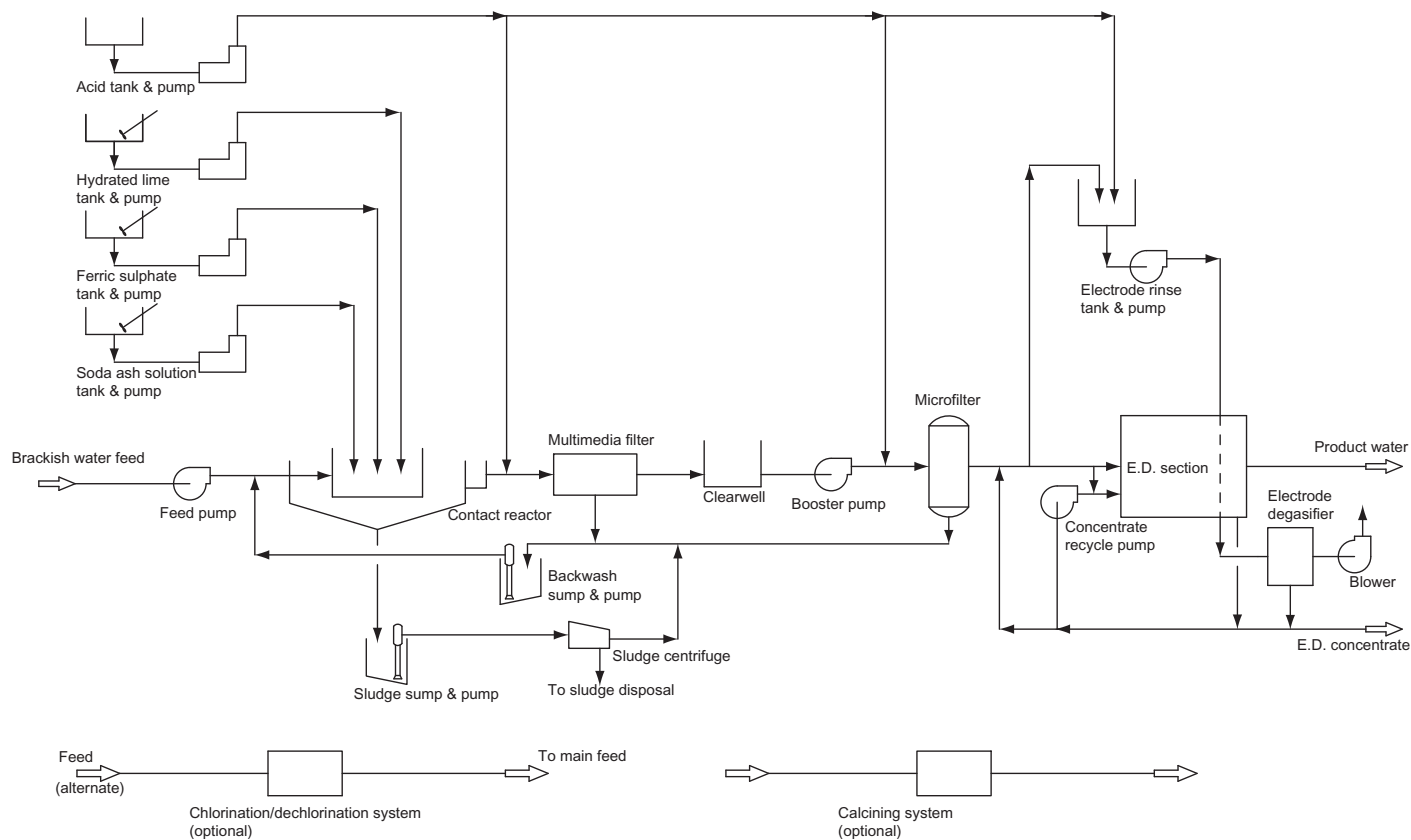 Acid tank & pump
Hydrated lime
tank & pump
Ferric sulphate
tank & pump
Soda ash solution
tank & pump
Electrode rinse
tank & pump
Microfilter
Brackish water feed
Feed pump
Contact reactor
Multimedia filter
Clearwell
Booster pump
Concentrate
recycle pump
E.D. section
Product water
Electrode
degasifier
Blower
E.D. concentrate
Backwash
sump & pump
Sludge centrifuge
Sludge sump & pump
To sludge disposal
Feed
(alternate)
To main feed
Chlorination/dechlorination system
(optional)
Calcining system
(optional)